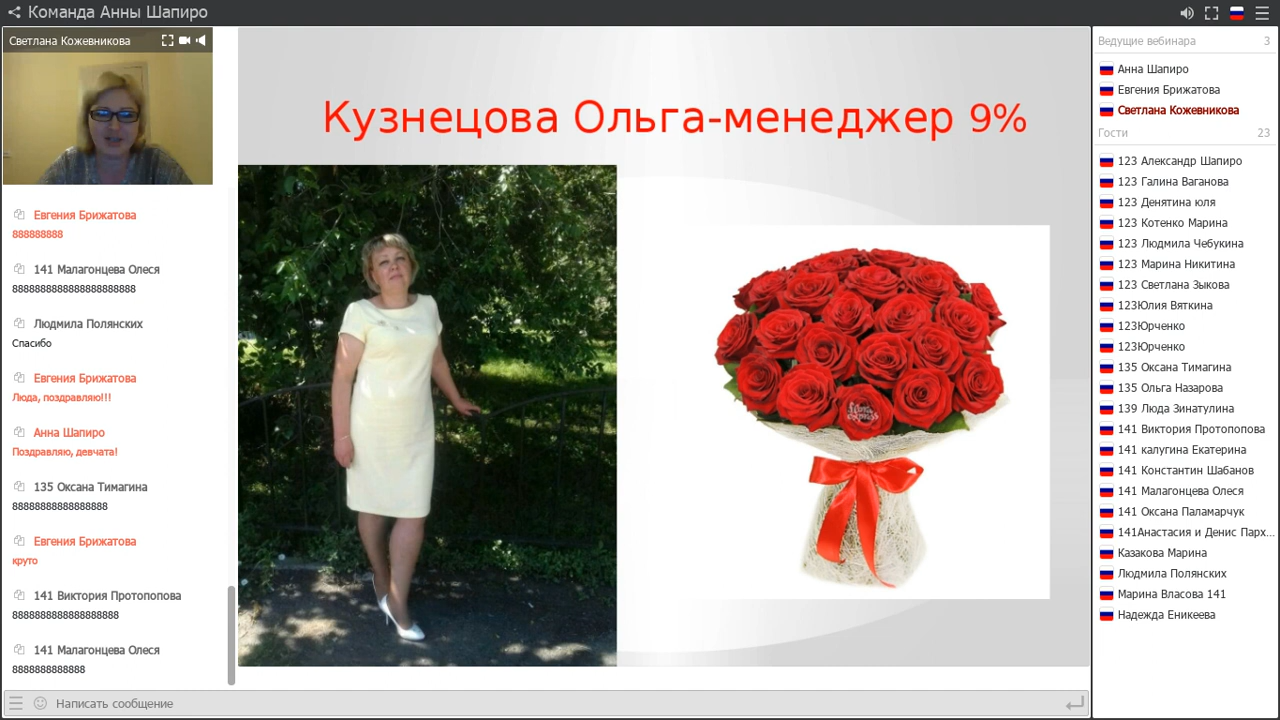 Команда Анны Шапиро
Светлана Кожевникова
Евгения Брижатова
888888888
141 Малагонцева Олеся
8888888888888888888888
Людмила Полянских
Спасибо
Евгения Брижатова
Люда, поздравляю!!!
Анна Шапиро
Поздравляю, девчата!
135 Оксана Тимагина
88888888888888888
Евгения Брижатова
круто
141 Виктория Протопопова
8888888888888888888
141 Малагонцева Олеся
8888888888888
Написать сообщение
Кузнецова Ольга-менеджер 9%
Ведущие вебинара 3
Анна Шапиро
Евгения Брижатова
Светлана Кожевникова
Гости 23
123 Александр Шапиро
123 Галина Ваганова
123 Денятина юля
123 Котенко Марина
123 Людмила Чебукина
123 Марина Никитина
123 Светлана Зыкова
123Юлия Вяткина
123Юрченко
123Юрченко
135 Оксана Тимагина
135 Ольга Назарова
139 Люда Зинатулина
141 Виктория Протопопова
141 калугина Екатерина
141 Константин Шабанов
141 Малагонцева Олеся
141 Оксана Паламарчук
141Анастасия и Денис Парх...
Казакова Марина
Людмила Полянских
Марина Власова 141
Надежда Еникеева